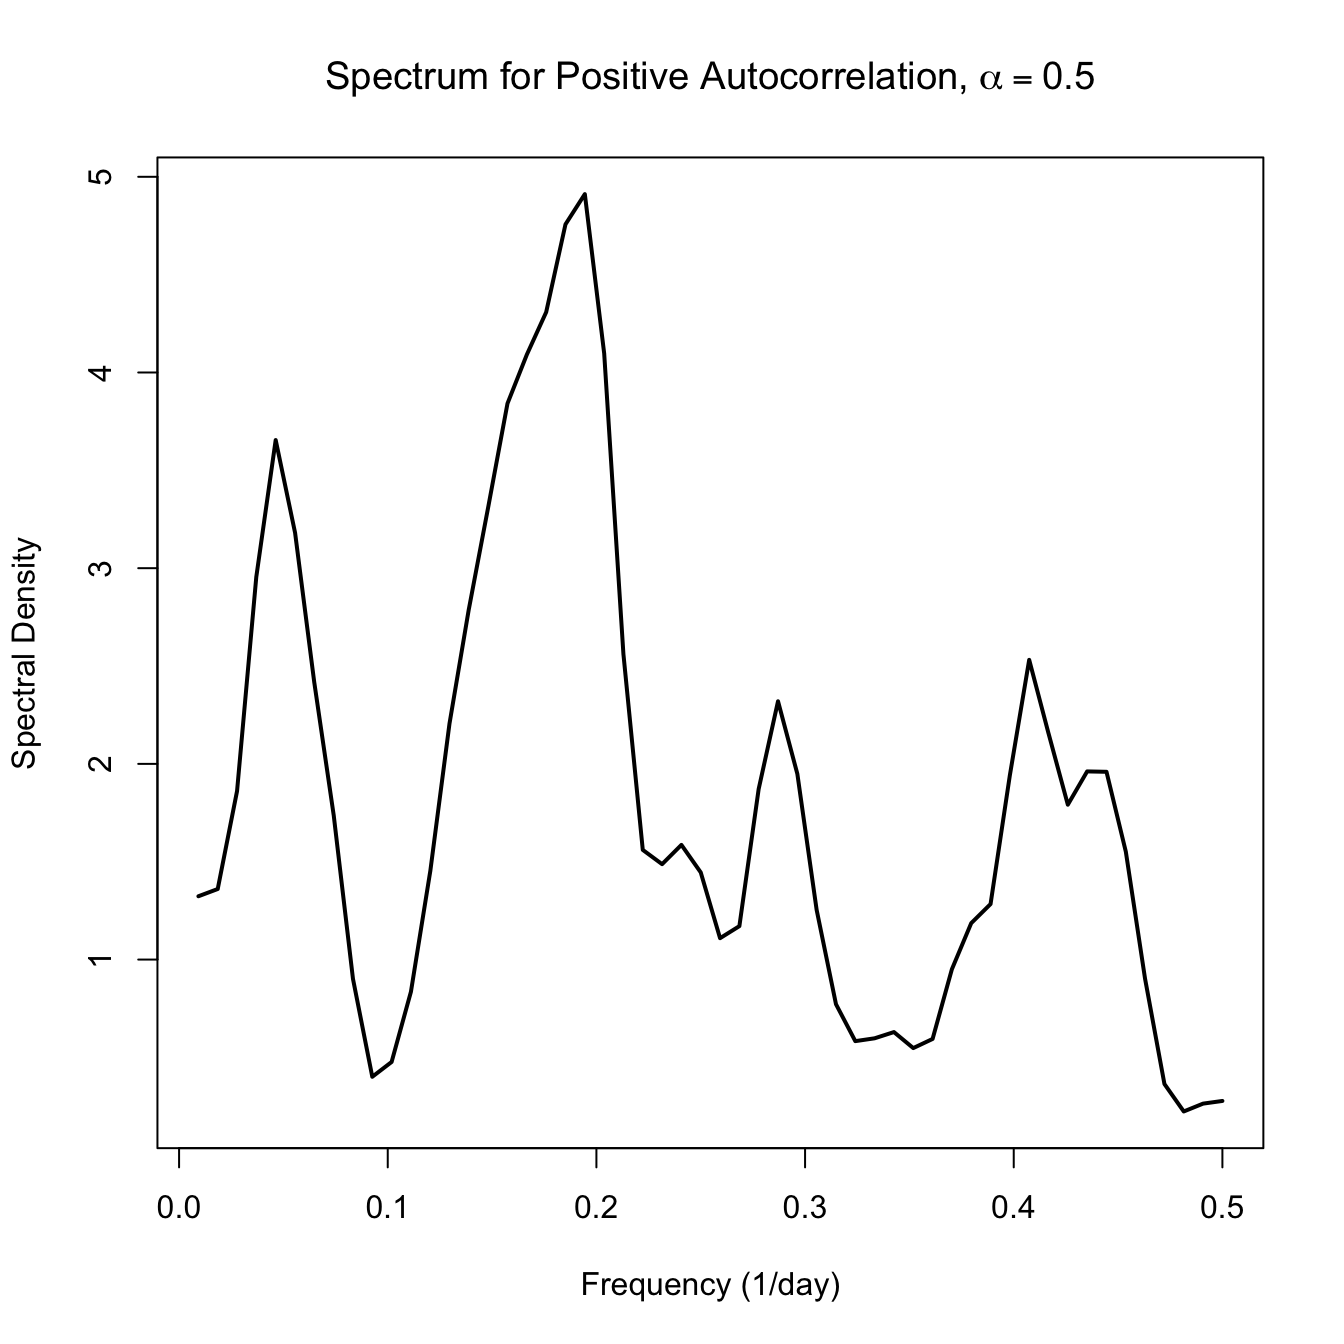 Spectrum for Positive Autocorrelation, α = 0.5
5
4
3
2
1
Spectral Density
0.0 0.1 0.2 0.3 0.4 0.5
Frequency (1/day)